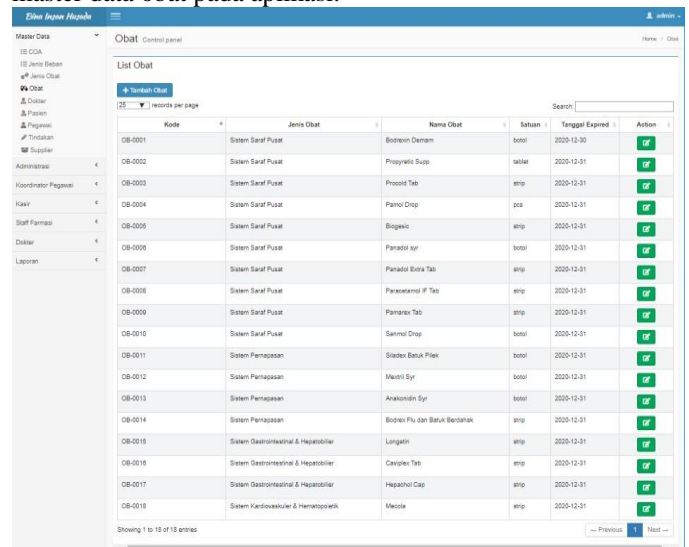 master data obat pada aplikasi.
Bina Insan Hazada
admin
Master Data
COA
Jenis Beban
Jenis Obat
Obat
Dokter
Pasien
Pegawai
Tindakan
Supplier
Administrasi
Koordinator Pegawai
Kasir
Staff Farmasi
Dokter
Laporan
Obat Control panel
Home > Obat
List Obat
+ Tambah Obat
25 records per page
Search:
Kode Jenis Obat Nama Obat Satuan Tanggal Expired Action
OB-0001 Sistem Saraf Pusat Bodrexin Demam botol 2020-12-30
OB-0002 Sistem Saraf Pusat Propyretic Supp tablet 2020-12-31
OB-0003 Sistem Saraf Pusat Procold Tab strip 2020-12-31
OB-0004 Sistem Saraf Pusat Pamol Drop pcs 2020-12-31
OB-0005 Sistem Saraf Pusat Biogesic strip 2020-12-31
OB-0006 Sistem Saraf Pusat Panadol syr botol 2020-12-31
OB-0007 Sistem Saraf Pusat Panadol Extra Tab strip 2020-12-31
OB-0008 Sistem Saraf Pusat Paracetamol IF Tab strip 2020-12-31
OB-0009 Sistem Saraf Pusat Pamarex Tab strip 2020-12-31
OB-0010 Sistem Saraf Pusat Sanmol Drop botol 2020-12-31
OB-0011 Sistem Pernapasan Siladex Batuk Pilek botol 2020-12-31
OB-0012 Sistem Pernapasan Mextril Syr botol 2020-12-31
OB-0013 Sistem Pernapasan Anakonidin Syr botol 2020-12-31
OB-0014 Sistem Pernapasan Bodrex Flu dan Batuk Berdahak strip 2020-12-31
OB-0015 Sistem Gastrointestinal & Hepatobilier Longatin strip 2020-12-31
OB-0016 Sistem Gastrointestinal & Hepatobilier Caviplex Tab strip 2020-12-31
OB-0017 Sistem Gastrointestinal & Hepatobilier Hepachol Cap strip 2020-12-31
OB-0018 Sistem Kardiovaskuler & Hematopoietik Mecola strip 2020-12-31
Showing 1 to 18 of 18 entries
← Previous 1 Next →